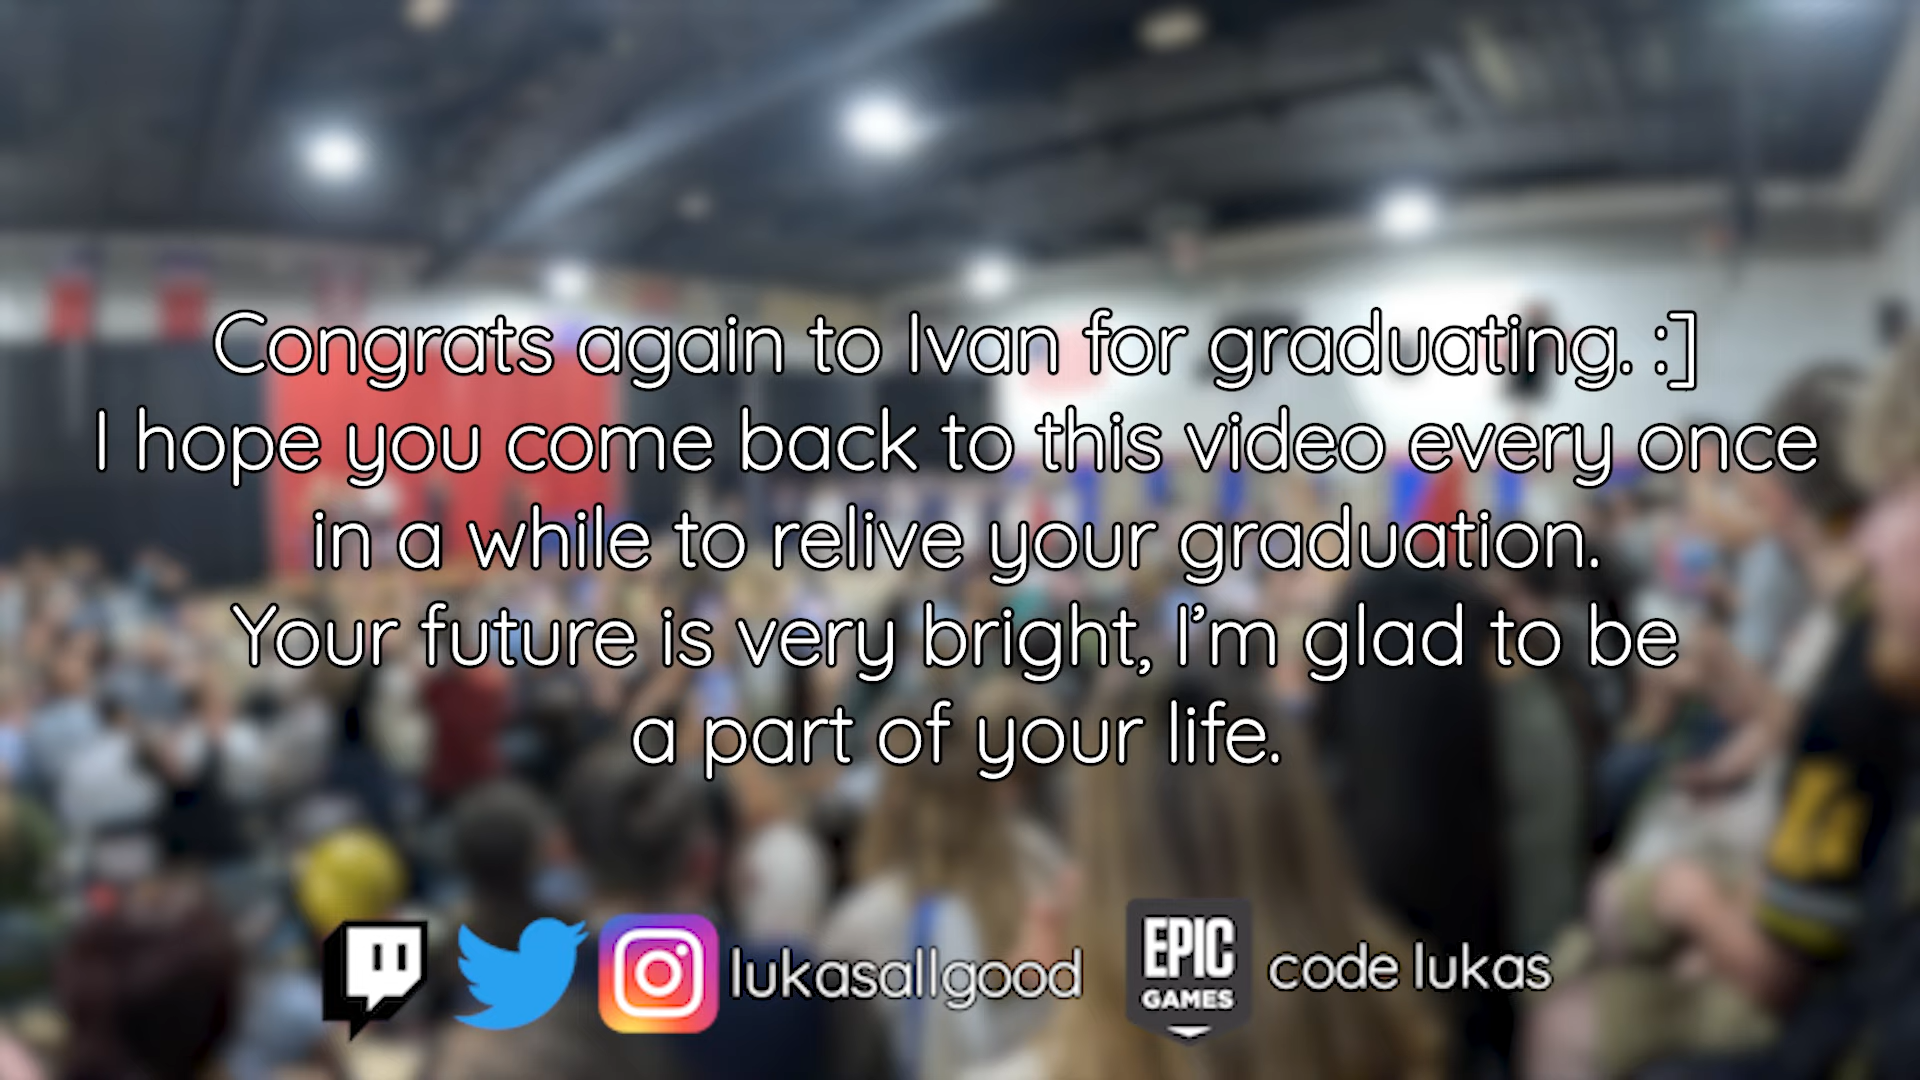 Congrats again to Ivan for graduating. :]
I hope you come back to this video every once
in a while to relive your graduation.
Your future is very bright, I’m glad to be
a part of your life.
lukasallgood
EPIC
GAMES
code lukas